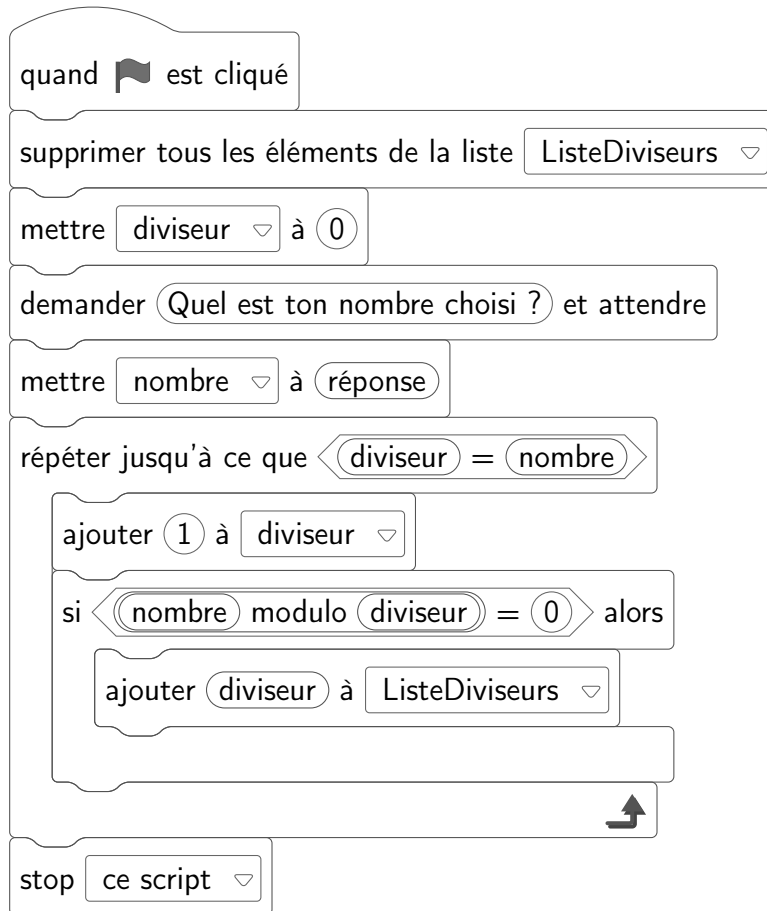 quand est cliqué
supprimer tous les éléments de la liste ListeDiviseurs
mettre diviseur à 0
demander Quel est ton nombre choisi ? et attendre
mettre nombre à réponse
répéter jusqu'à ce que diviseur = nombre
ajouter 1 à diviseur
si nombre modulo diviseur = 0 alors
ajouter diviseur à ListeDiviseurs
stop ce script